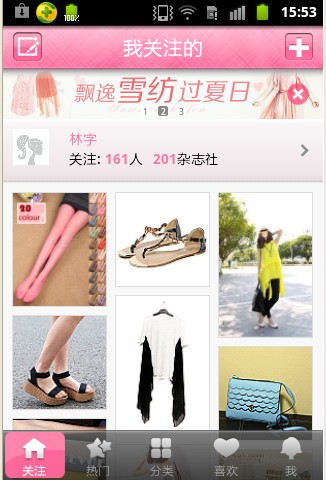 100%
15:53
我关注的
飘逸雪纺过夏日
1 2 3
林字
关注: 161人 201杂志社
20
colour
关注 热门 分类 喜欢 我